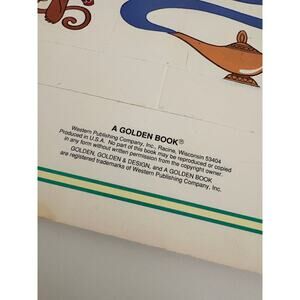 A GOLDEN BOOK®
Western Publishing Company, Inc., Racine, Wisconsin 53404
Produced in U.S.A. No part of this book may be reproduced or copied
in any form without written permission from the copyright owner.
GOLDEN, GOLDEN & DESIGN, and A GOLDEN BOOK
are registered trademarks of Western Publishing Company, Inc.